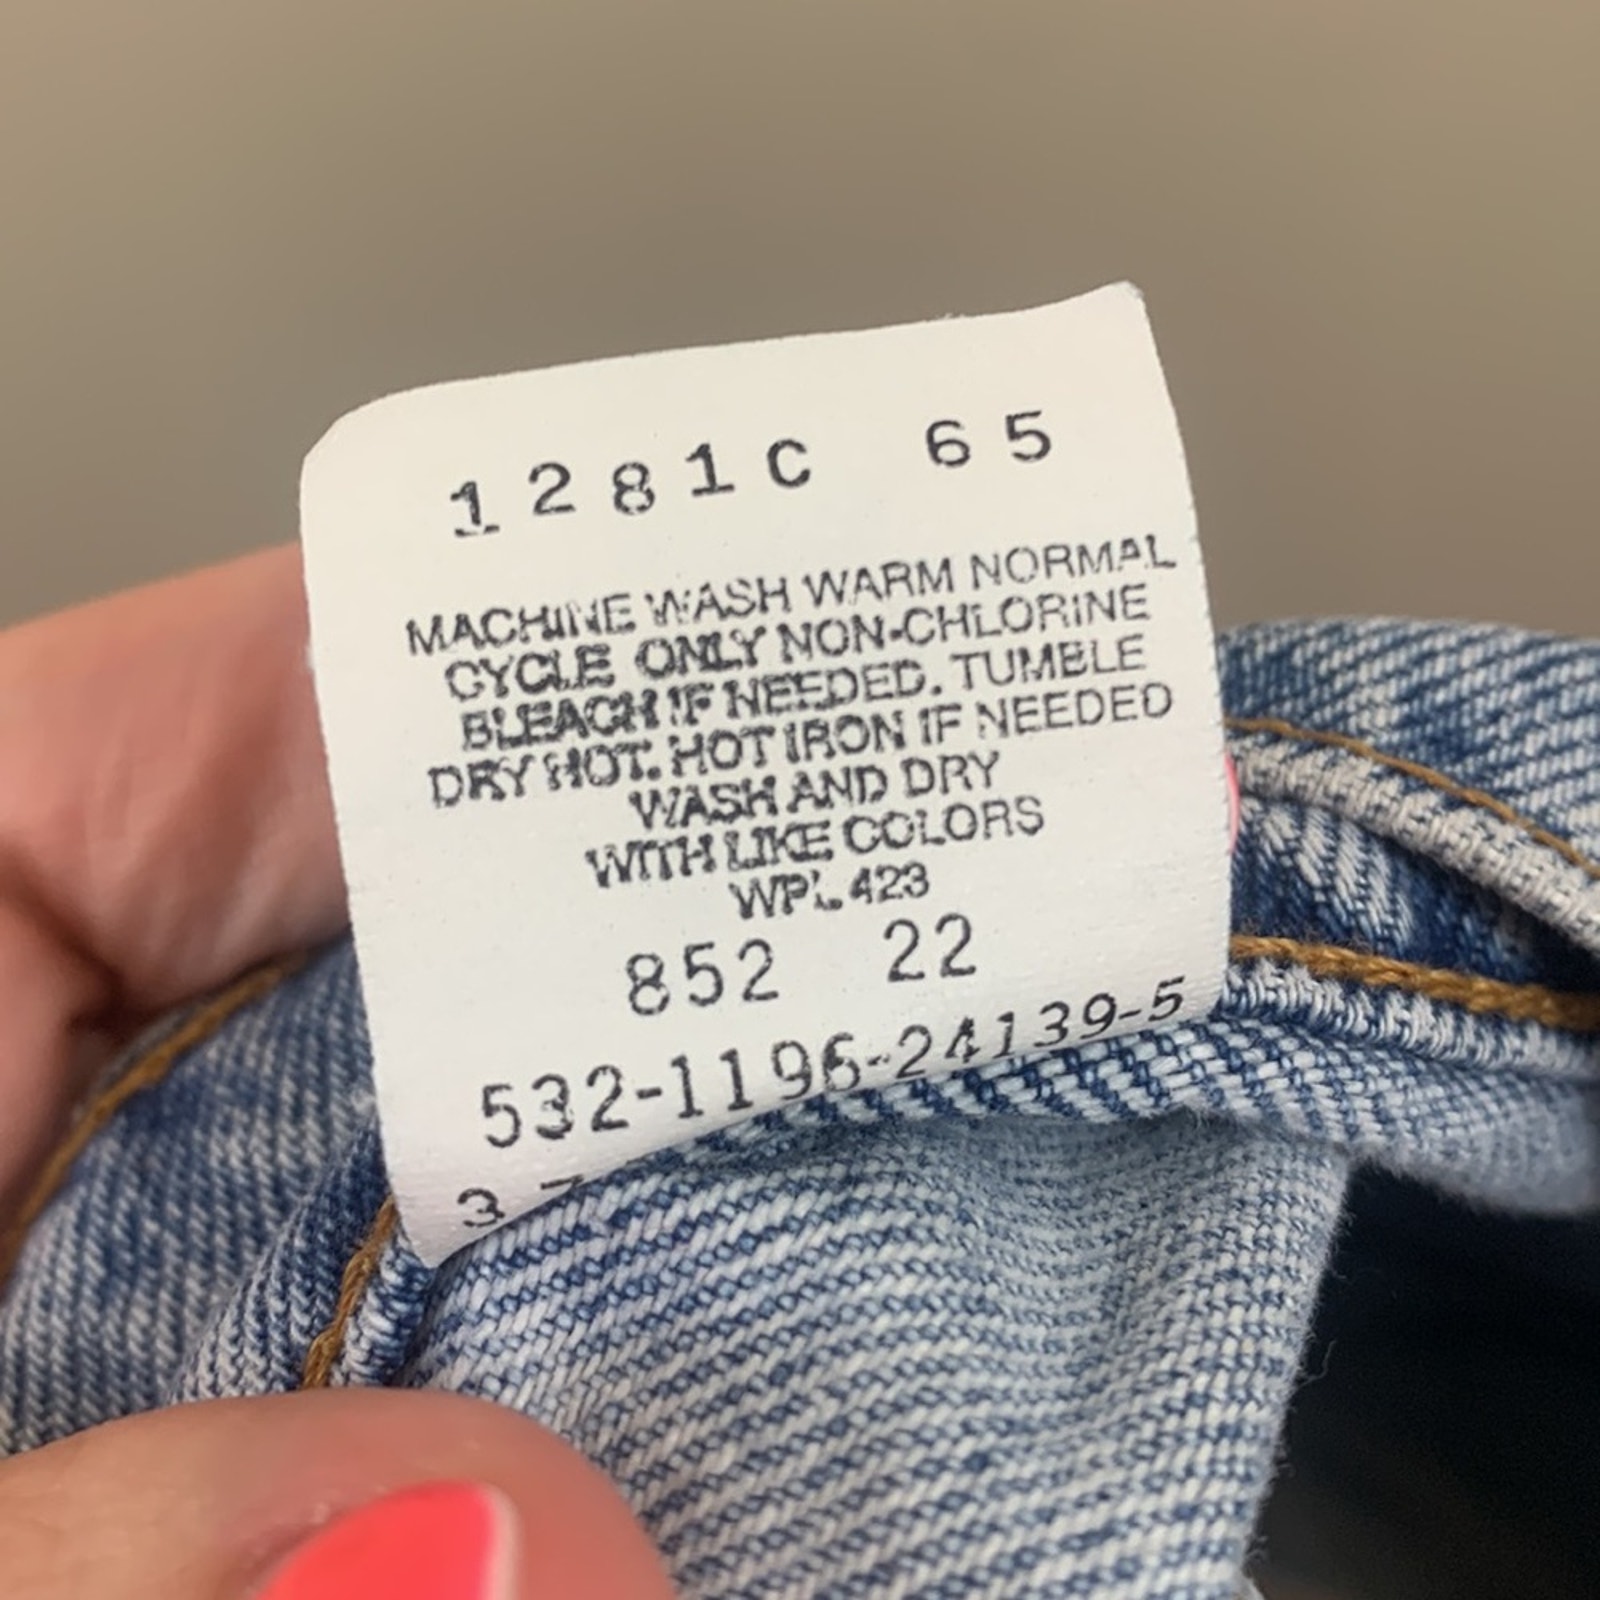 1281C 65
MACHINE WASH WARM NORMAL
CYCLE ONLY NON-CHLORINE
BLEACH IF NEEDED. TUMBLE
DRY HOT. HOT IRON IF NEEDED
WASH AND DRY
WITH LIKE COLORS
WPL 423
852 22
532-1196-24139-5
3